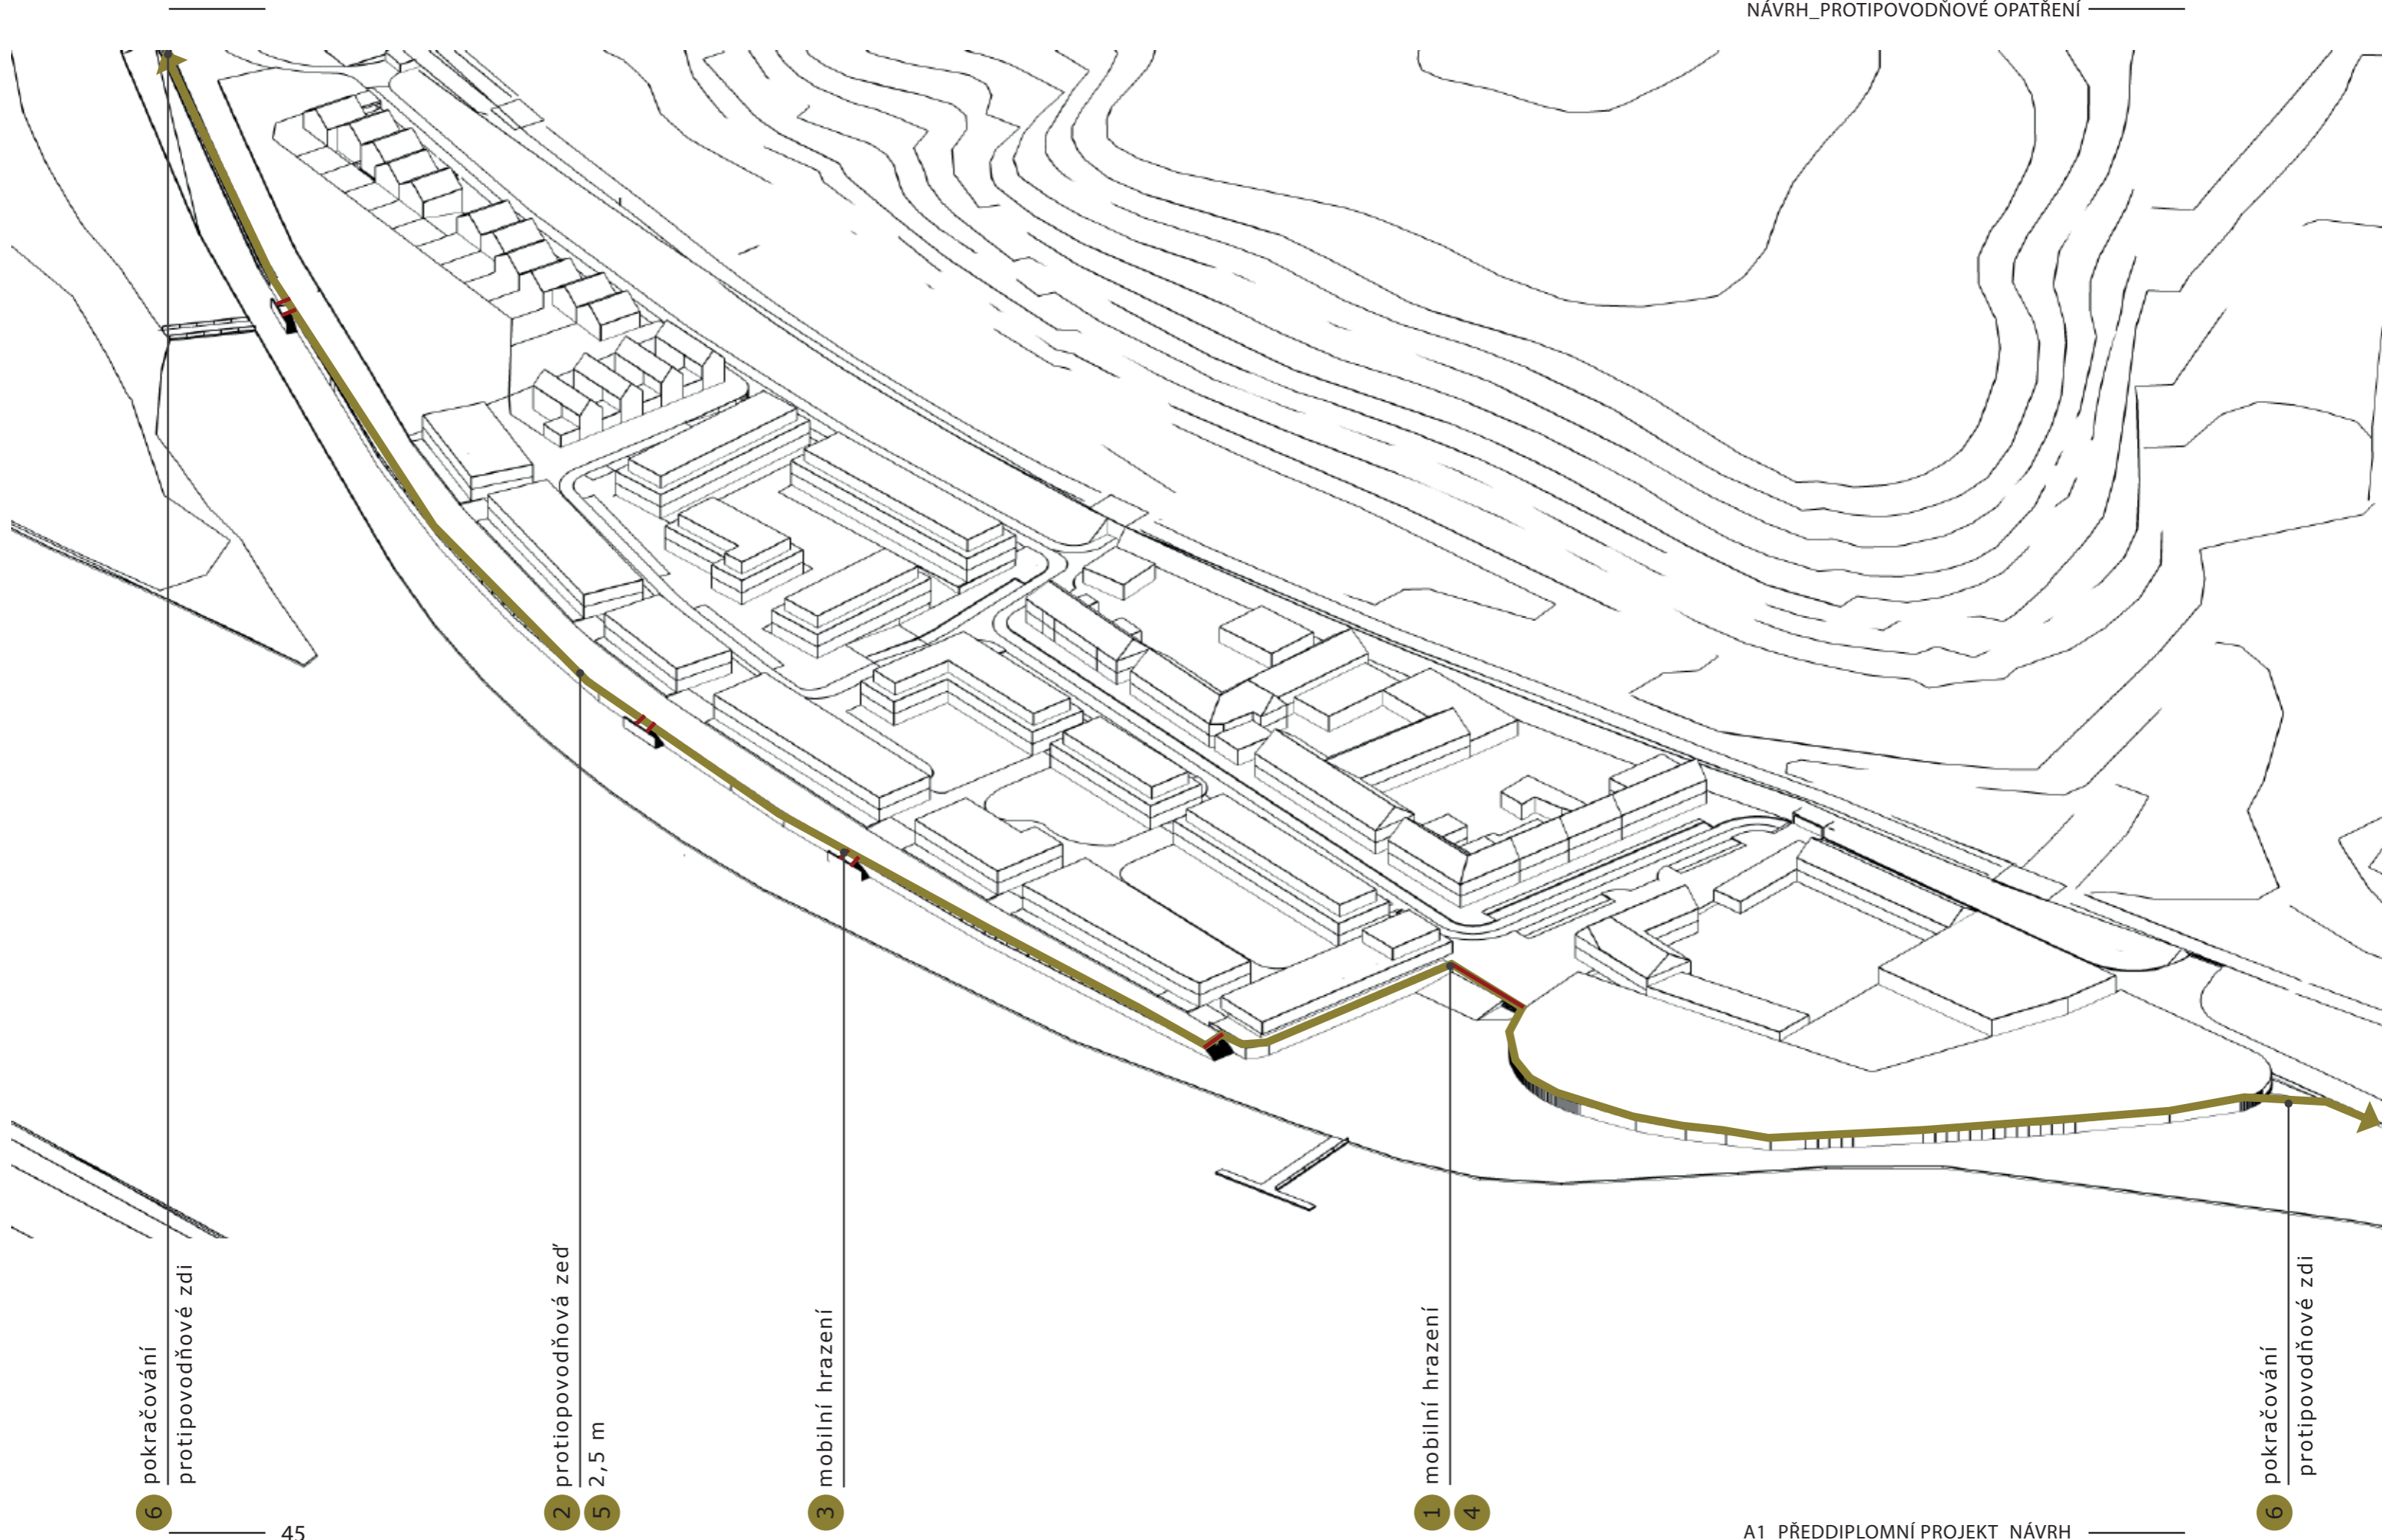 NÁVRH_PROTIPOVODŇOVÉ OPATŘENÍ
6
pokračování
protipovodňové zdi
2
5
protiopovodňová zeď
2,5 m
3
mobilní hrazení
1
4
mobilní hrazení
6
pokračování
protipovodňové zdi
45
A1 PŘEDDIPLOMNÍ PROJEKT NÁVRH